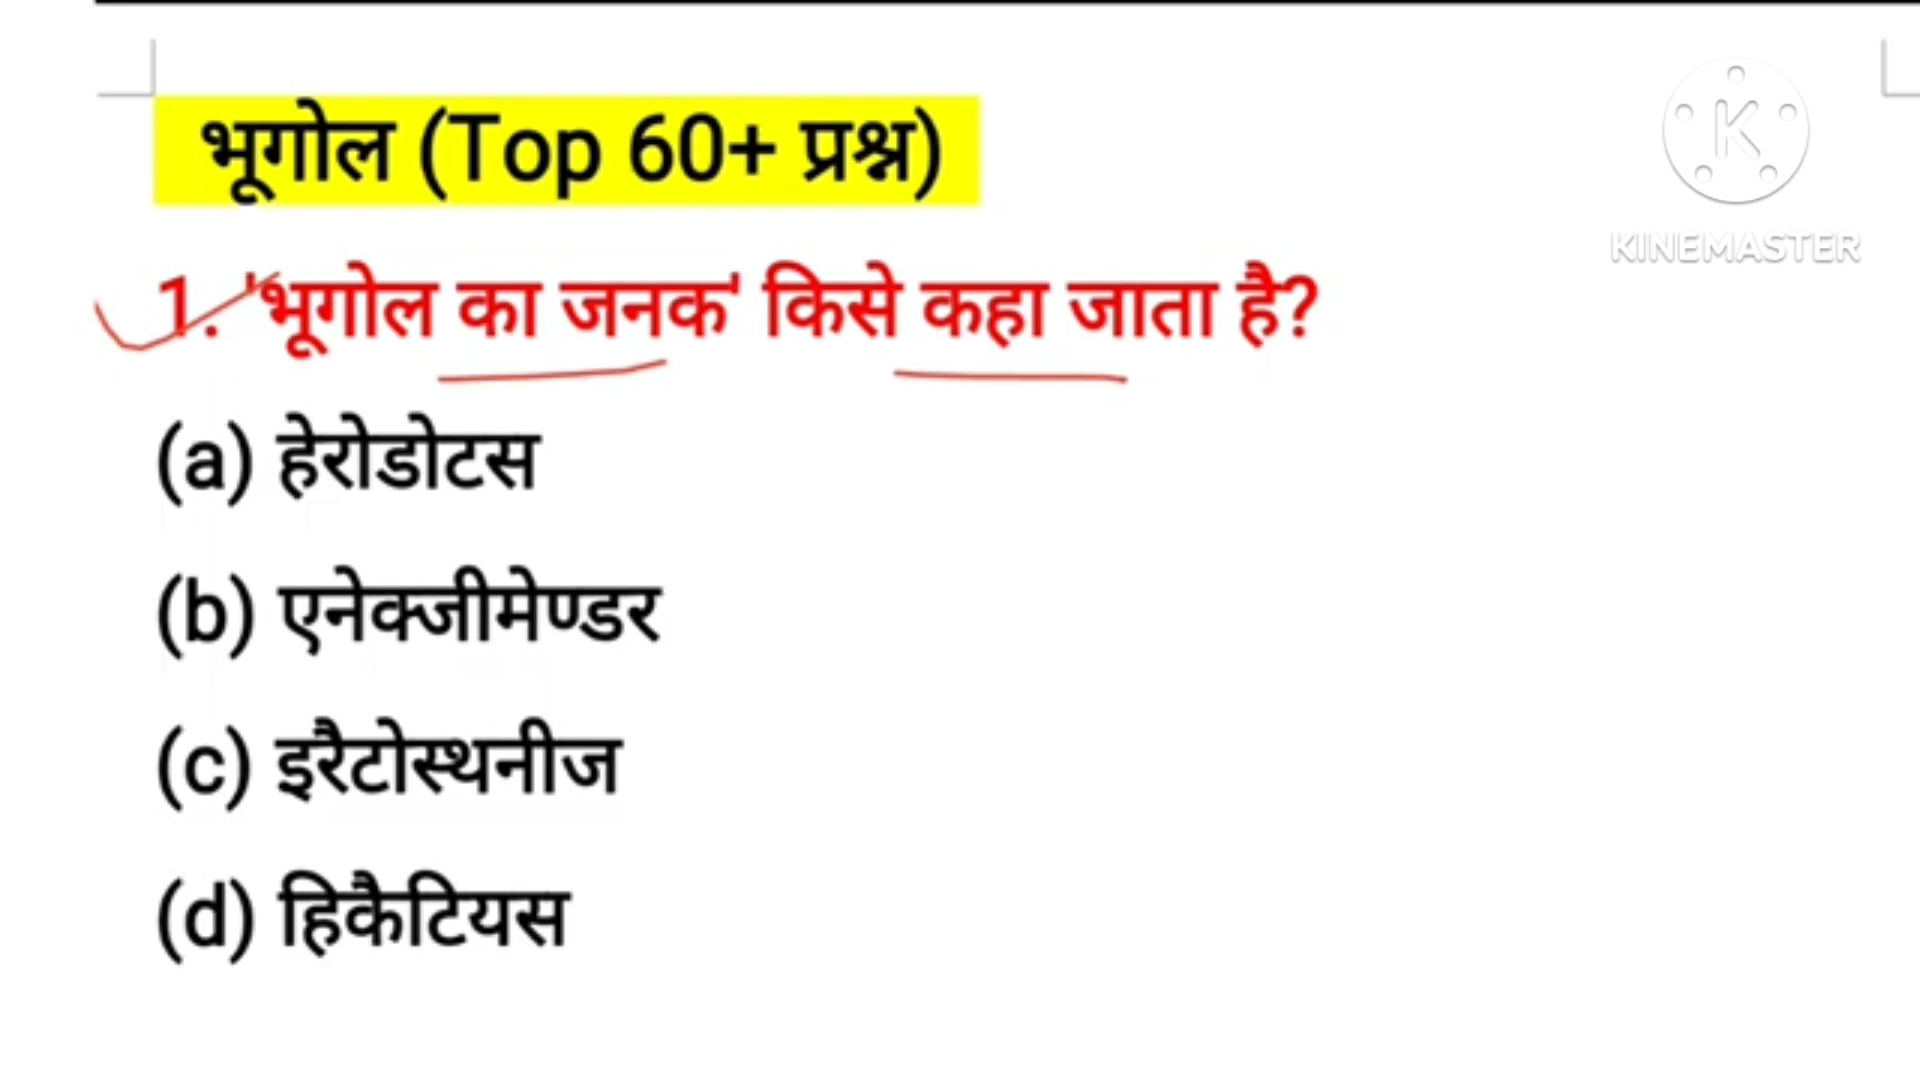 भूगोल (Top 60+ प्रश्न)
K
KINEMASTER
1. 'भूगोल का जनक' किसे कहा जाता है?
(a) हेरोडोटस
(b) एनेक्जीमेण्डर
(c) इरैटोस्थनीज
(d) हिकैटियस